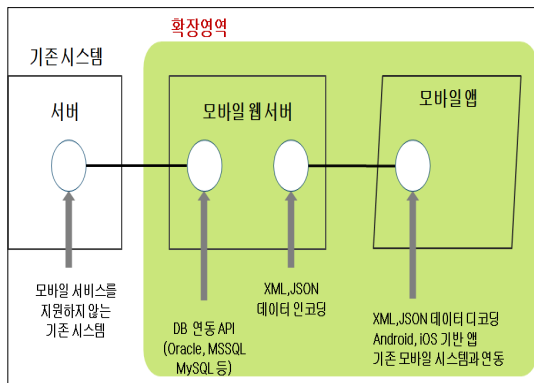 확장영역
기존 시스템
서버
모바일 웹 서버
모바일 앱
모바일 서비스를
지원하지 않는
기존 시스템
DB 연동 API
(Oracle, MSSQL
MySQL 등)
XML,JSON
데이터 인코딩
XML,JSON 데이터 디코딩
Android, iOS 기반 앱
기존 모바일 시스템과 연동